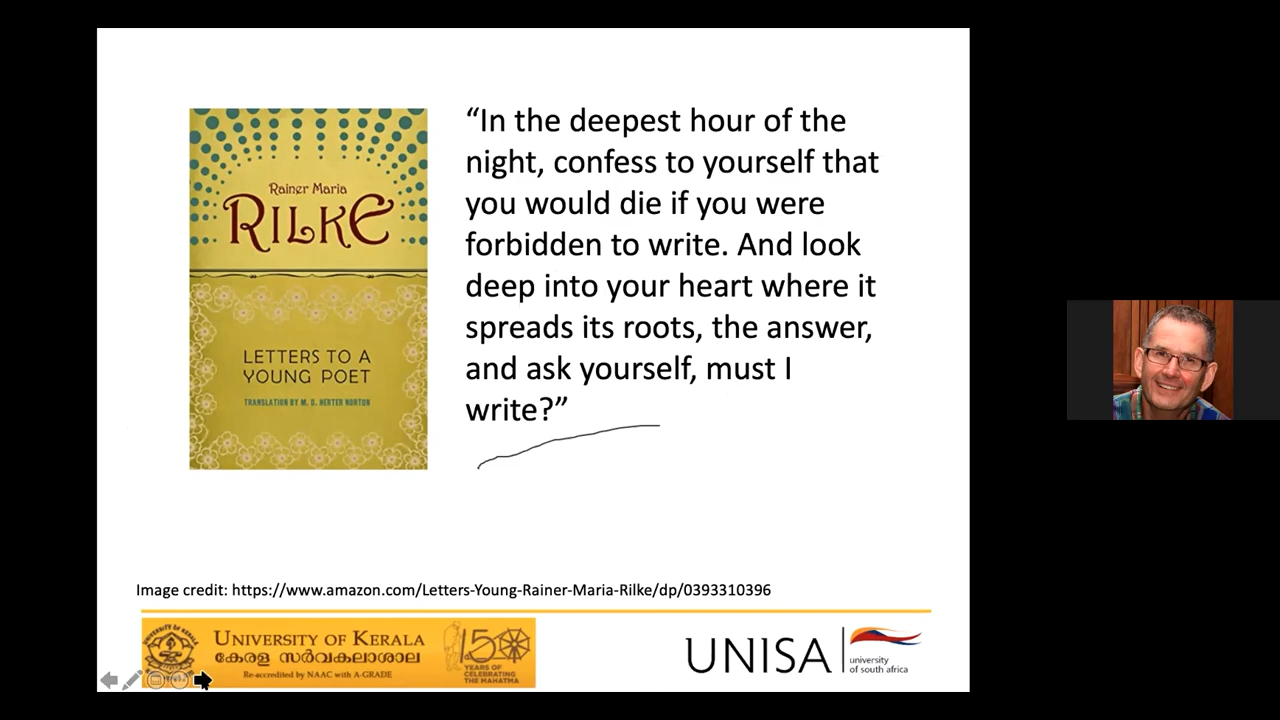 Rainer Maria
RILKE
LETTERS TO A
YOUNG POET
TRANSLATION BY M. D. HERTER NORTON
“In the deepest hour of the
night, confess to yourself that
you would die if you were
forbidden to write. And look
deep into your heart where it
spreads its roots, the answer,
and ask yourself, must I
write?”
Image credit: https://www.amazon.com/Letters-Young-Rainer-Maria-Rilke/dp/0393310396
UNIVERSITY OF KERALA
കേരള സർവകലാശാല
Re-accredited by NAAC with A-GRADE
150
YEARS OF
CELEBRATING
THE MAHATMA
UNISA
university
of south africa